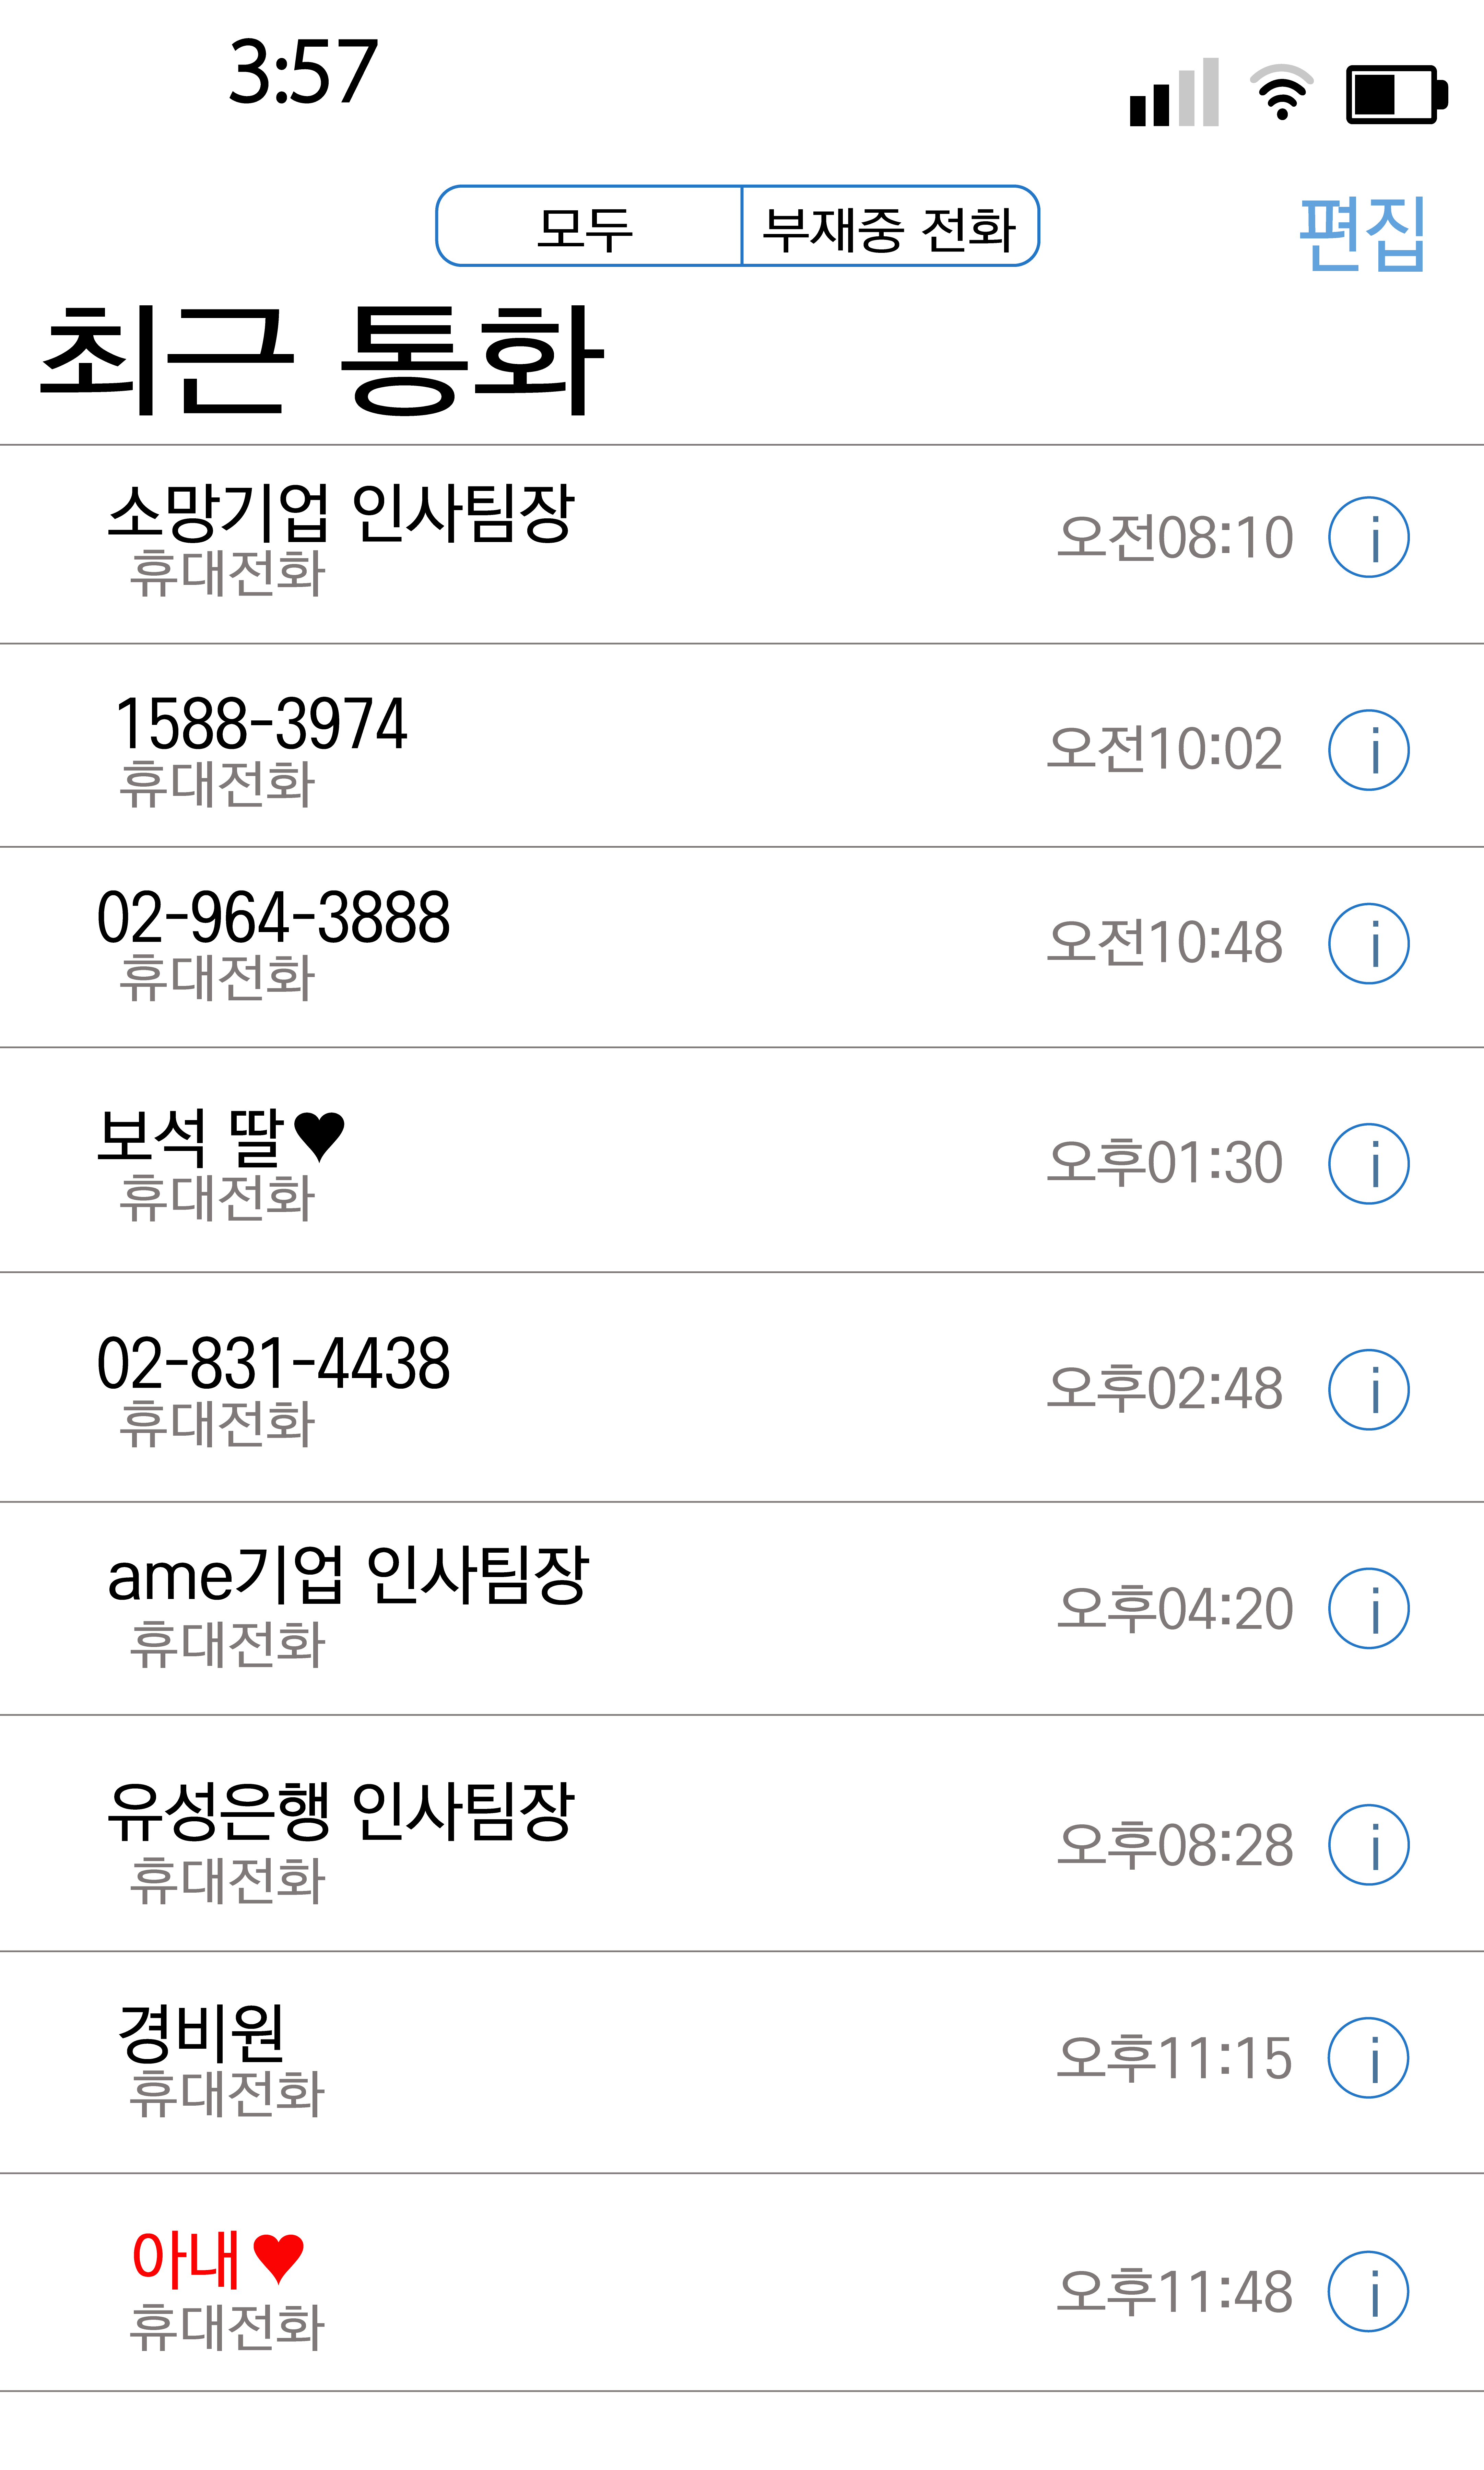 3:57
모두 부재중 전화 편집
최근 통화
소망기업 인사팀장
휴대전화
오전08:10 i
1588-3974
휴대전화
오전10:02 i
02-964-3888
휴대전화
오전10:48 i
보석 딸♥
휴대전화
오후01:30 i
02-831-4438
휴대전화
오후02:48 i
ame기업 인사팀장
휴대전화
오후04:20 i
유성은행 인사팀장
휴대전화
오후08:28 i
경비원
휴대전화
오후11:15 i
아내♥
휴대전화
오후11:48 i